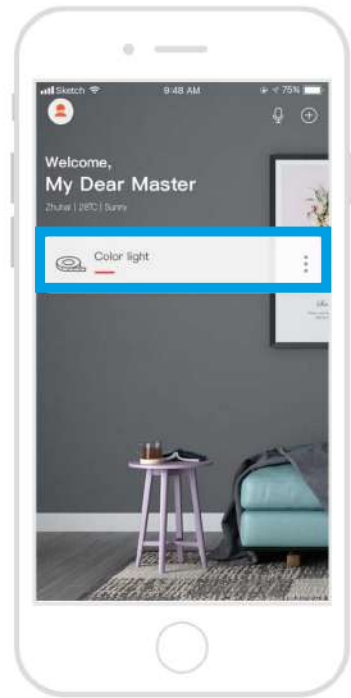 Sketch 9:48 AM 75%
Welcome,
My Dear Master
Zhuhai | 28℃ | Sunny
Color light